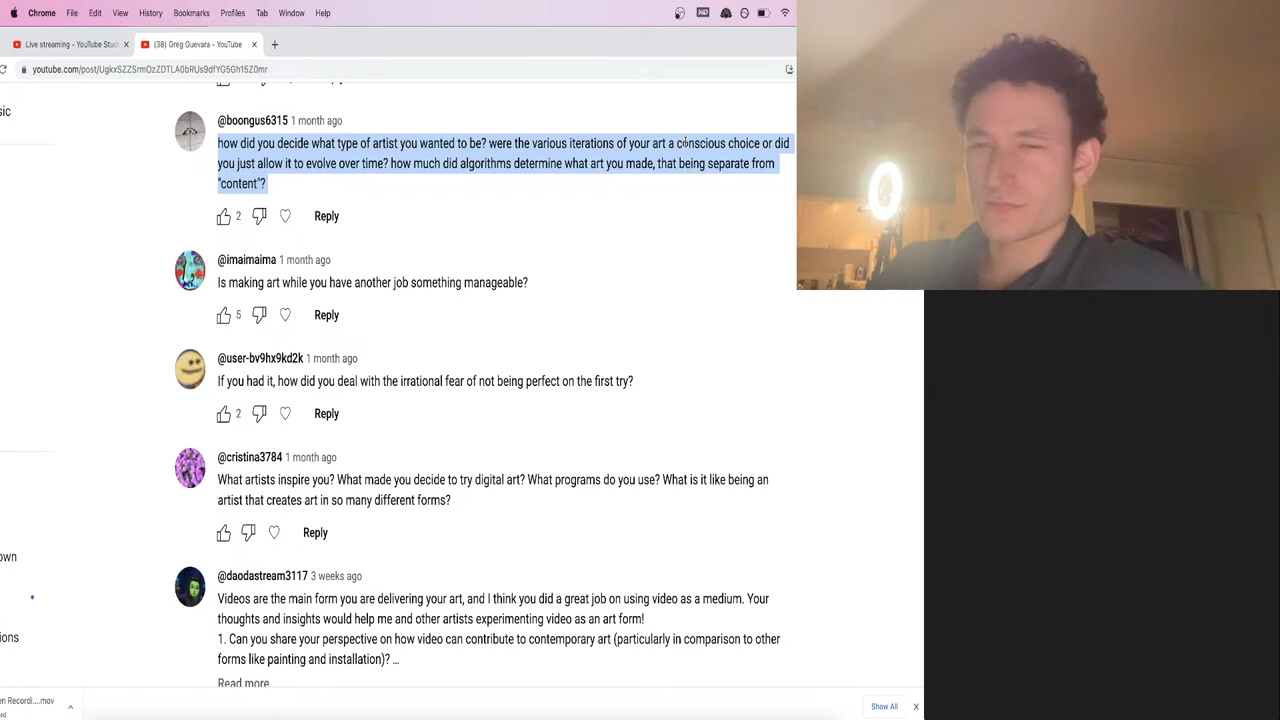 Chrome File Edit View History Bookmarks Profiles Tab Window Help
Live streaming - YouTube Stud
(38) Greg Guevara - YouTube
youtube.com/post/UgkxSZZSrmOzZDTLA0bRUs9dfYG5Gh15Z0mr
sic
@boongus6315 1 month ago
how did you decide what type of artist you wanted to be? were the various iterations of your art a conscious choice or did
you just allow it to evolve over time? how much did algorithms determine what art you made, that being separate from
"content"?
2 Reply
@imaimaima 1 month ago
Is making art while you have another job something manageable?
5 Reply
@user-bv9hx9kd2k 1 month ago
If you had it, how did you deal with the irrational fear of not being perfect on the first try?
2 Reply
@cristina3784 1 month ago
What artists inspire you? What made you decide to try digital art? What programs do you use? What is it like being an
artist that creates art in so many different forms?
Reply
own
@daodastream3117 3 weeks ago
Videos are the main form you are delivering your art, and I think you did a great job on using video as a medium. Your
thoughts and insights would help me and other artists experimenting video as an art form!
ions
1. Can you share your perspective on how video can contribute to contemporary art (particularly in comparison to other
forms like painting and installation)? ...
Read more
en Recordi....mov
Show All